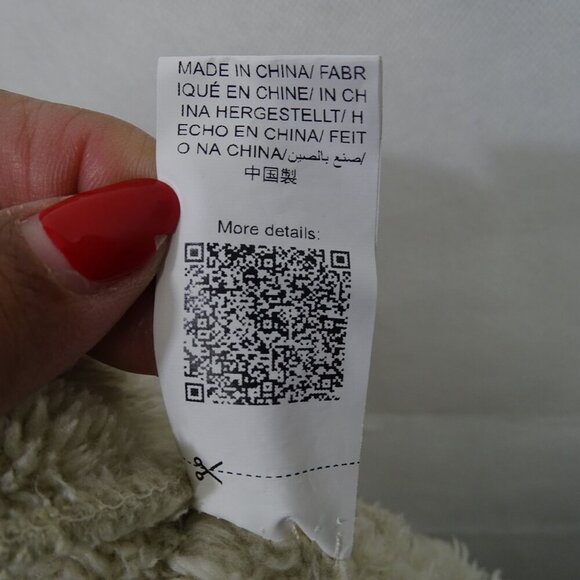 MADE IN CHINA/ FABR
IQUÉ EN CHINE/ IN CH
INA HERGESTELLT/ H
ECHO EN CHINA/ FEIT
O NA CHINA/صنع بالصين/
中国製
More details: